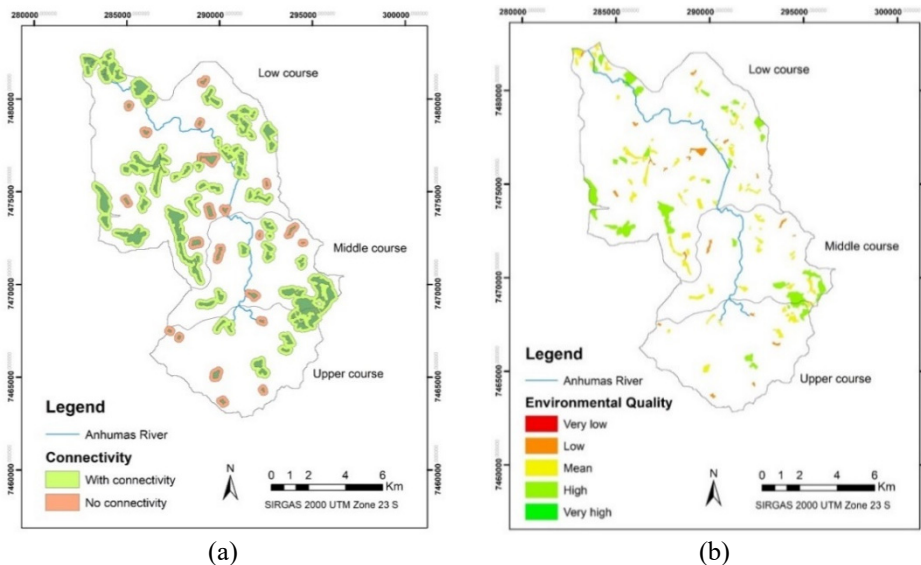 280000 285000 290000 295000 300000
Low course
7480000
7475000
Middle course
7470000
Upper course
7465000
7460000
Legend
Anhumas River
Connectivity
With connectivity
No connectivity
N
0 1 2 4 6
Km
SIRGAS 2000 UTM Zone 23 S
(a)
280000 285000 290000 295000 300000
Low course
7480000
7475000
Middle course
7470000
Upper course
7465000
7460000
Legend
Anhumas River
Environmental Quality
Very low
Low
Mean
High
Very high
N
0 1 2 4 6
Km
SIRGAS 2000 UTM Zone 23 S
(b)